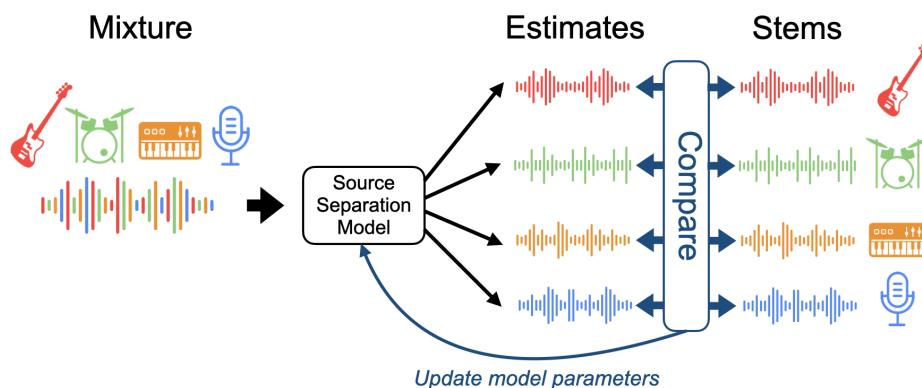 Mixture
Estimates
Stems
Source
Separation
Model
Compare
Update model parameters